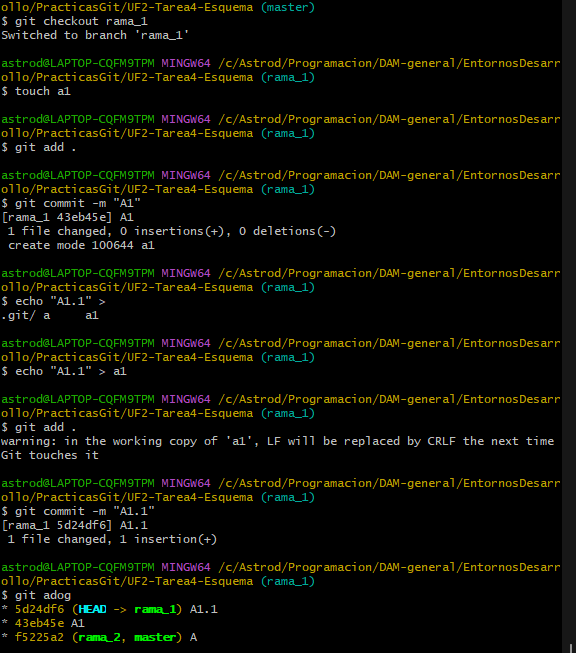 ollo/PracticasGit/UF2-Tarea4-Esquema (master)
$ git checkout rama_1
Switched to branch 'rama_1'
astrod@LAPTOP-CQFM9TPM MINGW64 /c/Astrod/Programacion/DAM-general/EntornosDesarr
ollo/PracticasGit/UF2-Tarea4-Esquema (rama_1)
$ touch a1
astrod@LAPTOP-CQFM9TPM MINGW64 /c/Astrod/Programacion/DAM-general/EntornosDesarr
ollo/PracticasGit/UF2-Tarea4-Esquema (rama_1)
$ git add .
astrod@LAPTOP-CQFM9TPM MINGW64 /c/Astrod/Programacion/DAM-general/EntornosDesarr
ollo/PracticasGit/UF2-Tarea4-Esquema (rama_1)
$ git commit -m "A1"
[rama_1 43eb45e] A1
 1 file changed, 0 insertions(+), 0 deletions(-)
 create mode 100644 a1
astrod@LAPTOP-CQFM9TPM MINGW64 /c/Astrod/Programacion/DAM-general/EntornosDesarr
ollo/PracticasGit/UF2-Tarea4-Esquema (rama_1)
$ echo "A1.1" >
.git/ a     a1
astrod@LAPTOP-CQFM9TPM MINGW64 /c/Astrod/Programacion/DAM-general/EntornosDesarr
ollo/PracticasGit/UF2-Tarea4-Esquema (rama_1)
$ echo "A1.1" > a1
astrod@LAPTOP-CQFM9TPM MINGW64 /c/Astrod/Programacion/DAM-general/EntornosDesarr
ollo/PracticasGit/UF2-Tarea4-Esquema (rama_1)
$ git add .
warning: in the working copy of 'a1', LF will be replaced by CRLF the next time
Git touches it
astrod@LAPTOP-CQFM9TPM MINGW64 /c/Astrod/Programacion/DAM-general/EntornosDesarr
ollo/PracticasGit/UF2-Tarea4-Esquema (rama_1)
$ git commit -m "A1.1"
[rama_1 5d24df6] A1.1
 1 file changed, 1 insertion(+)
astrod@LAPTOP-CQFM9TPM MINGW64 /c/Astrod/Programacion/DAM-general/EntornosDesarr
ollo/PracticasGit/UF2-Tarea4-Esquema (rama_1)
$ git adog
* 5d24df6 (HEAD -> rama_1) A1.1
* 43eb45e A1
* f5225a2 (rama_2, master) A